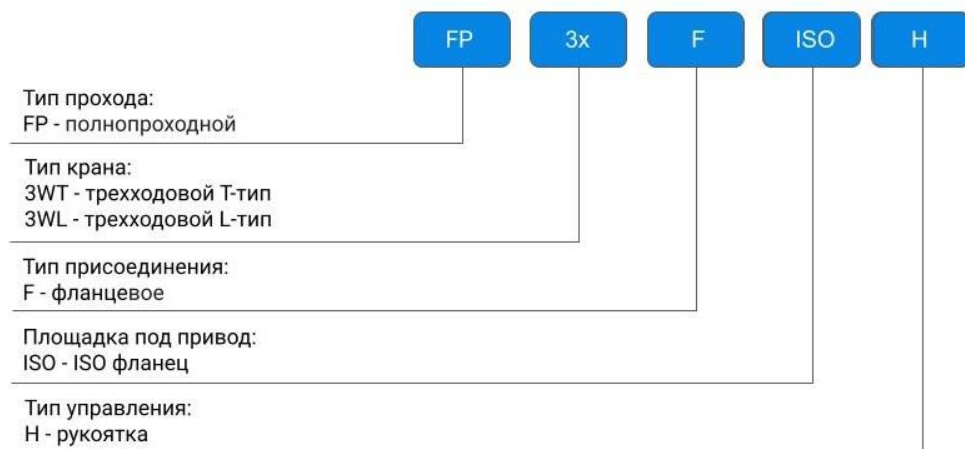 FP 3x F ISO H
Тип прохода:
FP - полнопроходной
Тип крана:
3WT - трехходовой Т-тип
3WL - трехходовой L-тип
Тип присоединения:
F - фланцевое
Площадка под привод:
ISO - ISO фланец
Тип управления:
H - рукоятка